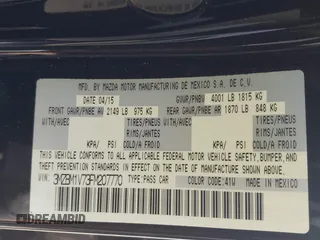 MFD. BY MAZDA MOTOR MANUFACTURING DE MEXICO S.A. DE C.V.
DATE 04/15 GVWR/PNBV 4001 LB 1815 KG
FRONT GAWR/PNBE AV 2149 LB 975 KG REAR GAWR/PNBE AR 1870 LB 848 KG
WITH/AVEC TIRES/PNEUS WITH/AVEC TIRES/PNEUS
RIMS/JANTES RIMS/JANTES
KPA/ PSI COLD/A FROID KPA/ PSI COLD/A FROID
THIS VEHICLE CONFORMS TO ALL APPLICABLE FEDERAL MOTOR VEHICLE
SAFETY, BUMPER, AND THEFT PREVENTION STANDARDS IN EFFECT ON THE
DATE OF MANUFACTURE SHOWN ABOVE.
3MZBM1V73FM207770 TYPE PASS CAR
COLOR CODE: 41W MADE IN MEXICO
DREAMBID